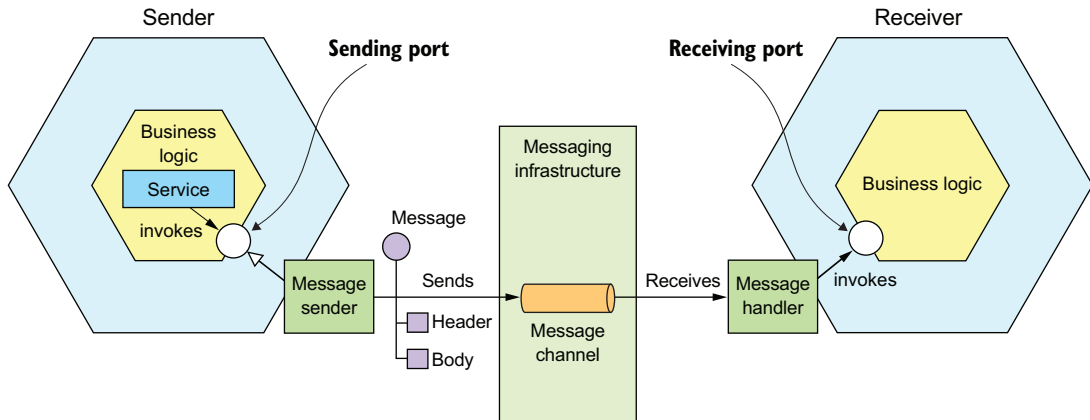 Sender
Receiver
Sending port
Receiving port
Business
logic
Service
invokes
Message
sender
Message
Sends
Header
Body
Messaging
infrastructure
Message
channel
Receives
Business logic
Message
handler
invokes